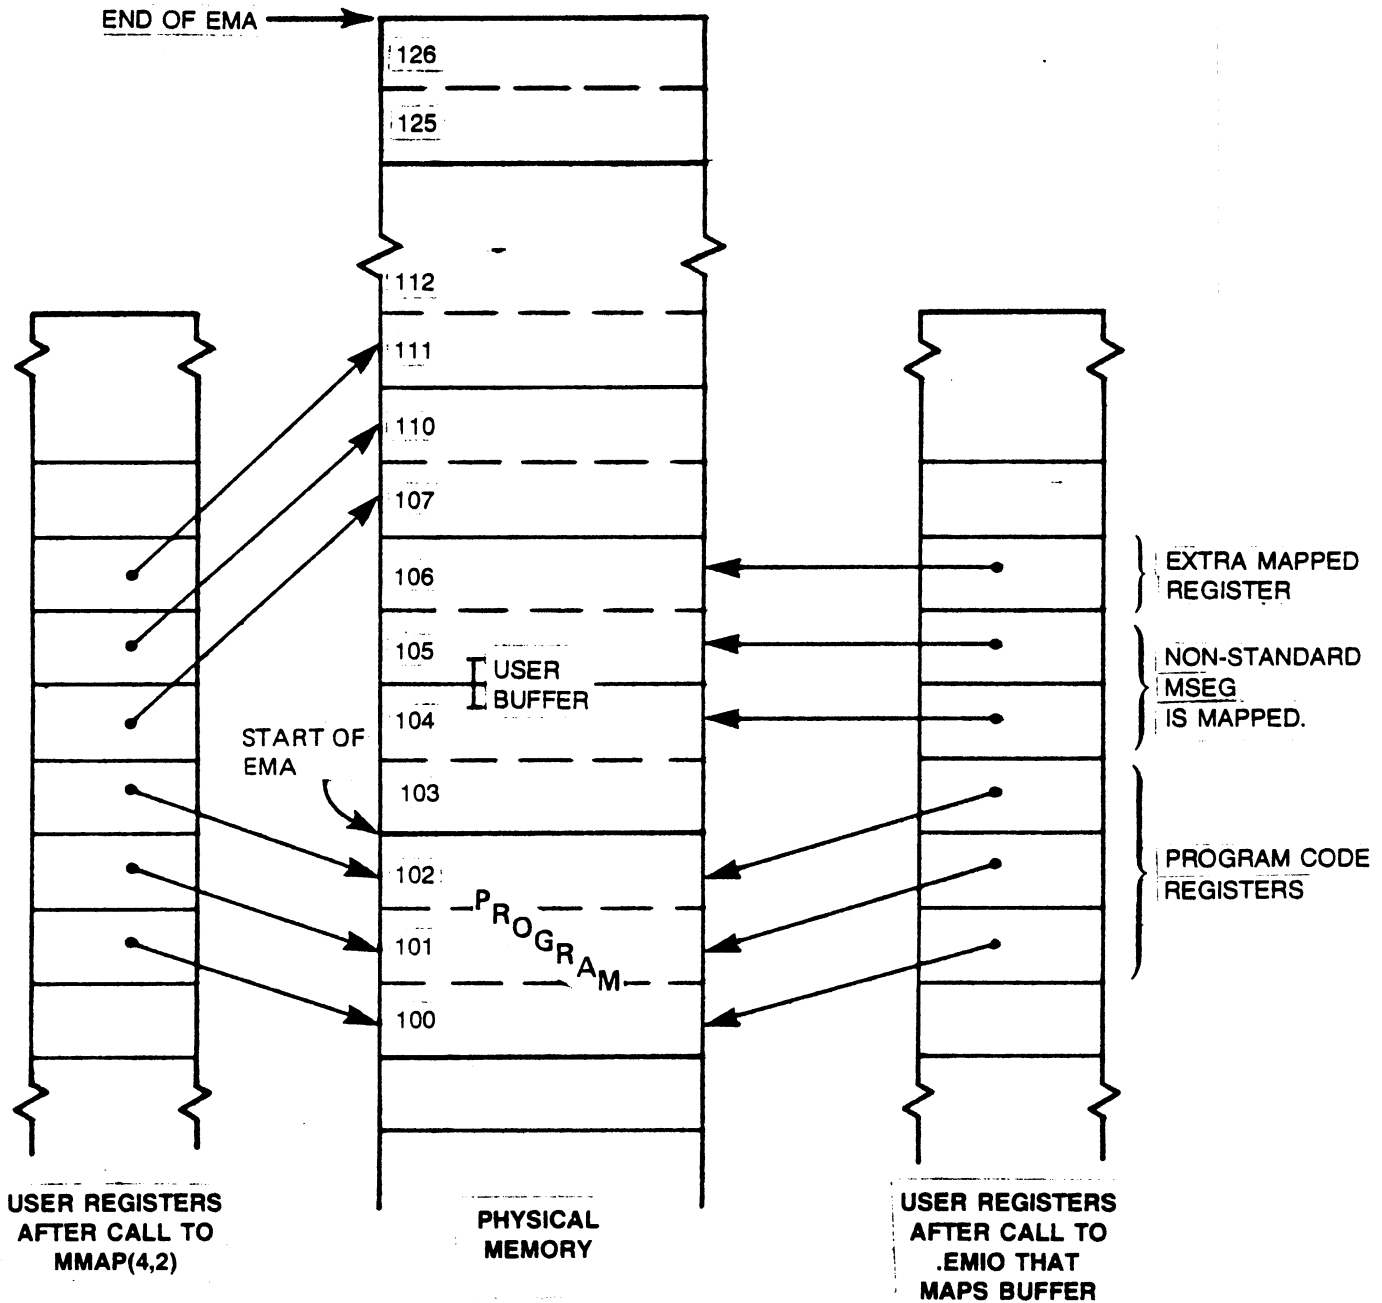 END OF EMA
126
125
112
111
110
107
106
105
USER
BUFFER
104
START OF
EMA
103
102
PROGRAM
101
100
EXTRA MAPPED
REGISTER
NON-STANDARD
MSEG
IS MAPPED.
PROGRAM CODE
REGISTERS
USER REGISTERS
AFTER CALL TO
MMAP(4,2)
PHYSICAL
MEMORY
USER REGISTERS
AFTER CALL TO
.EMIO THAT
MAPS BUFFER